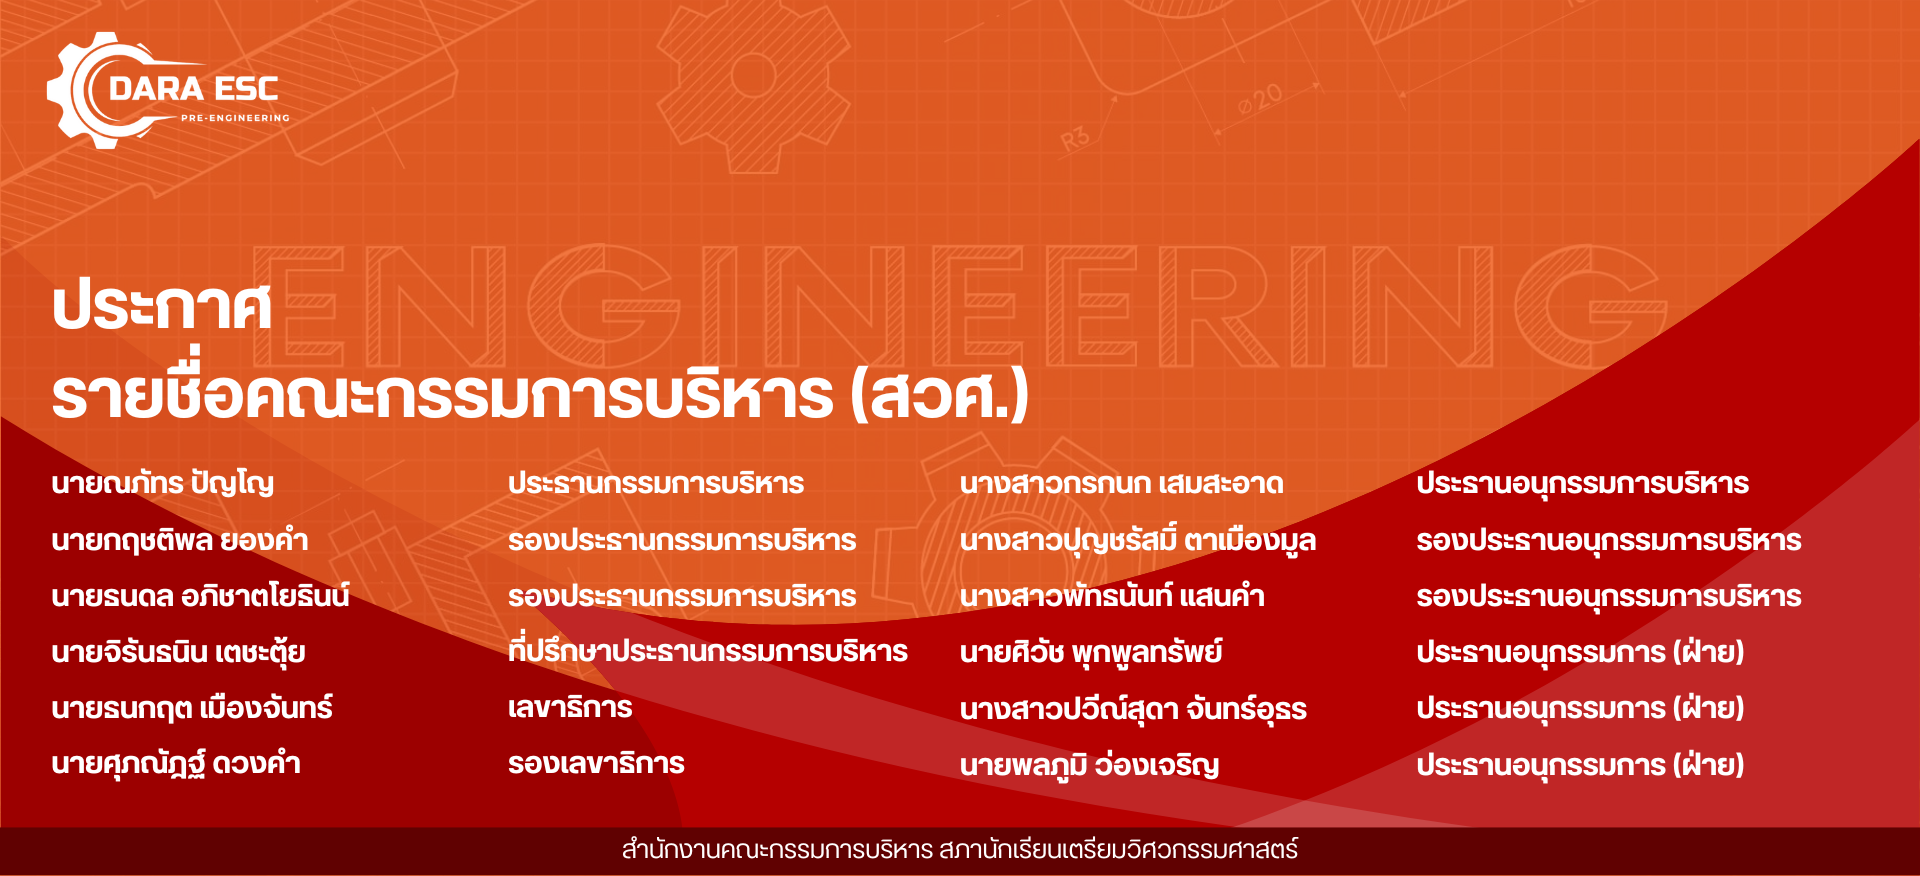 DARA ESC
PRE-ENGINEERING
R3
⌀20
ENGINEERING
ประกาศ
รายชื่อคณะกรรมการบริหาร (สวศ.)
นายณภัทร ปัญโญ ประธานกรรมการบริหาร นางสาวกรกนก เสมสะอาด ประธานอนุกรรมการบริหาร
นายกฤชติพล ยองคำ รองประธานกรรมการบริหาร นางสาวปุญชรัสมิ์ ตาเมืองมูล รองประธานอนุกรรมการบริหาร
นายธนดล อภิชาตโยธินน์ รองประธานกรรมการบริหาร นางสาวพัทธนันท์ แสนคำ รองประธานอนุกรรมการบริหาร
นายจิรันธนิน เตชะตุ้ย ที่ปรึกษาประธานกรรมการบริหาร นายศิวัช พุกพูลทรัพย์ ประธานอนุกรรมการ (ฝ่าย)
นายธนกฤต เมืองจันทร์ เลขาธิการ นางสาวปวีณ์สุดา จันทร์อุธร ประธานอนุกรรมการ (ฝ่าย)
นายศุภณัฎฐ์ ดวงคำ รองเลขาธิการ นายพลภูมิ ว่องเจริญ ประธานอนุกรรมการ (ฝ่าย)
สำนักงานคณะกรรมการบริหาร สภานักเรียนเตรียมวิศวกรรมศาสตร์